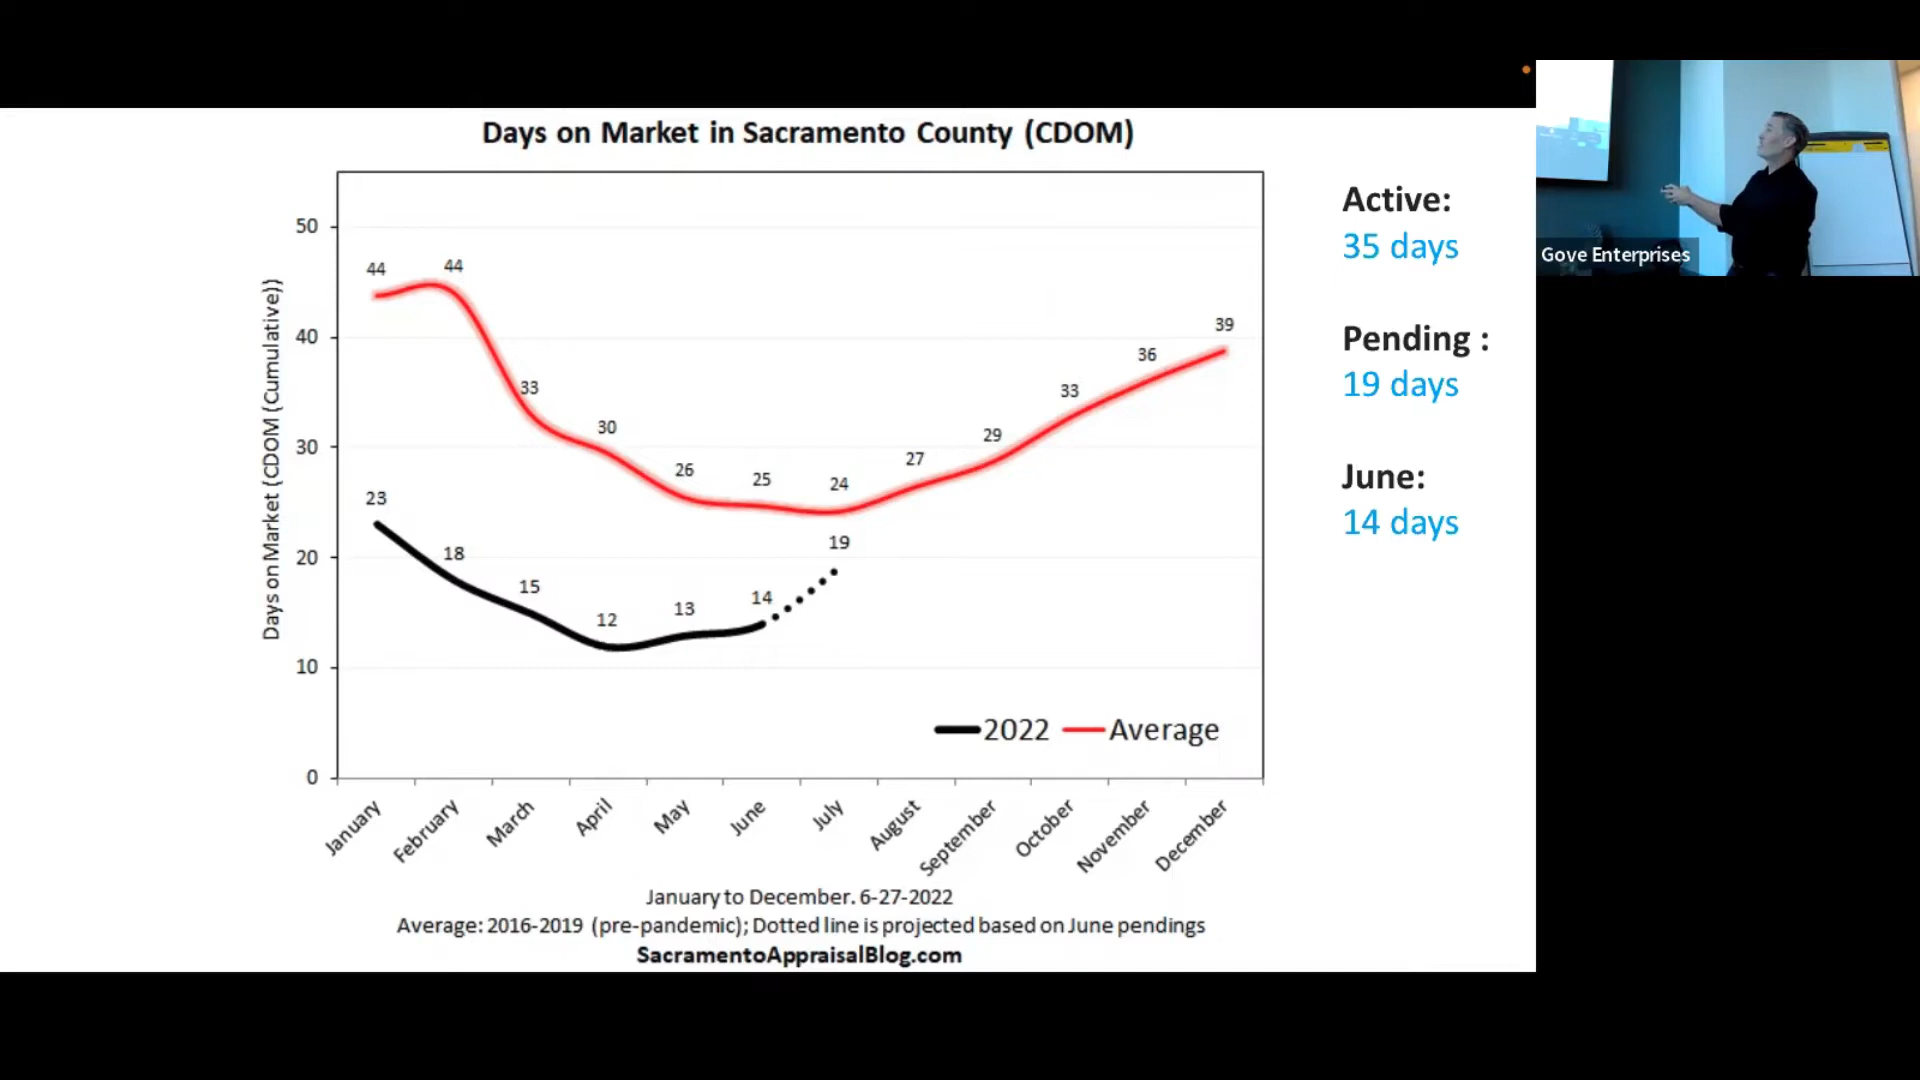 Days on Market in Sacramento County (CDOM)
Days on Market (CDOM (Cumulative))
50
40
30
20
10
0
44
44
33
30
26
25
24
27
29
33
36
39
23
18
15
12
13
14
19
2022
Average
January
February
March
April
May
June
July
August
September
October
November
December
January to December. 6-27-2022
Average: 2016-2019 (pre-pandemic); Dotted line is projected based on June pendings
SacramentoAppraisalBlog.com
Active:
35 days
Pending :
19 days
June:
14 days
Gove Enterprises